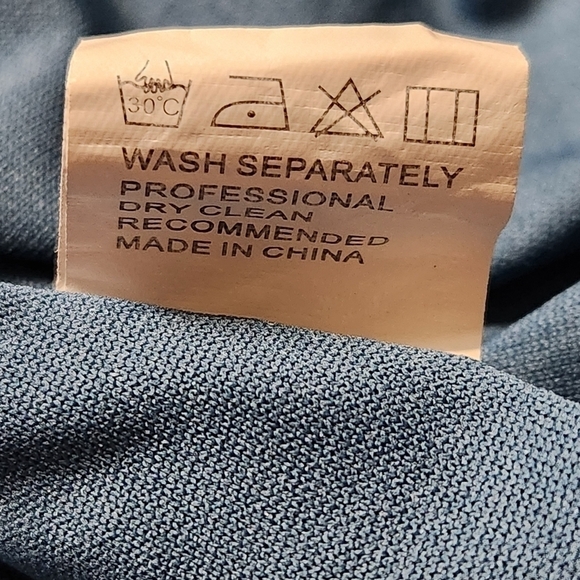 30°C
WASH SEPARATELY
PROFESSIONAL
DRY CLEAN
RECOMMENDED
MADE IN CHINA